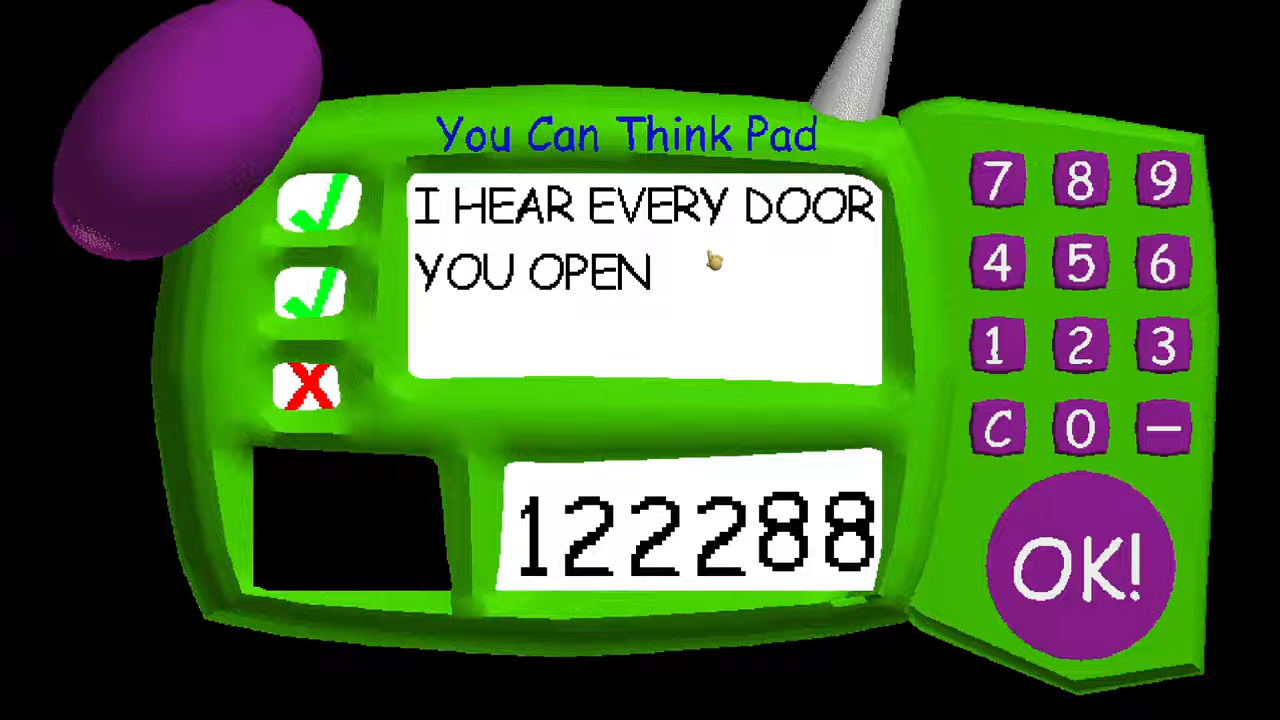 You Can Think Pad
I HEAR EVERY DOOR
YOU OPEN
X
122288
7 8 9
4 5 6
1 2 3
C 0 —
OK!